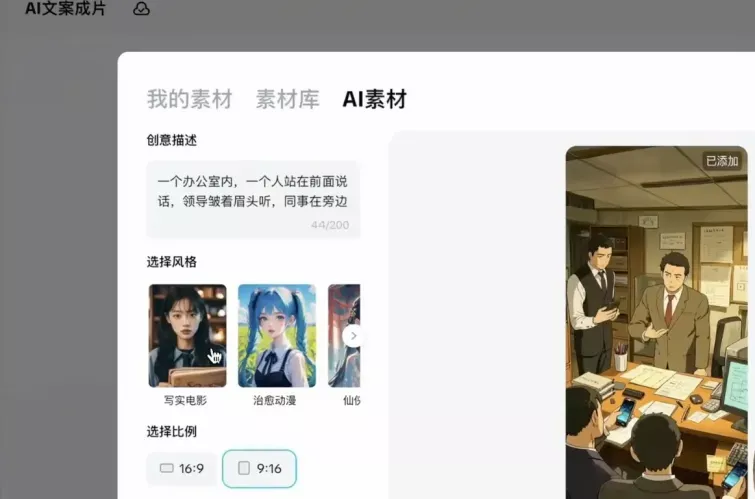 AI文案成片
我的素材 素材库 AI素材
创意描述
一个办公室内，一个人站在前面说
话，领导皱着眉头听，同事在旁边
44/200
已添加
选择风格
写实电影 治愈动漫
选择比例
16:9 9:16